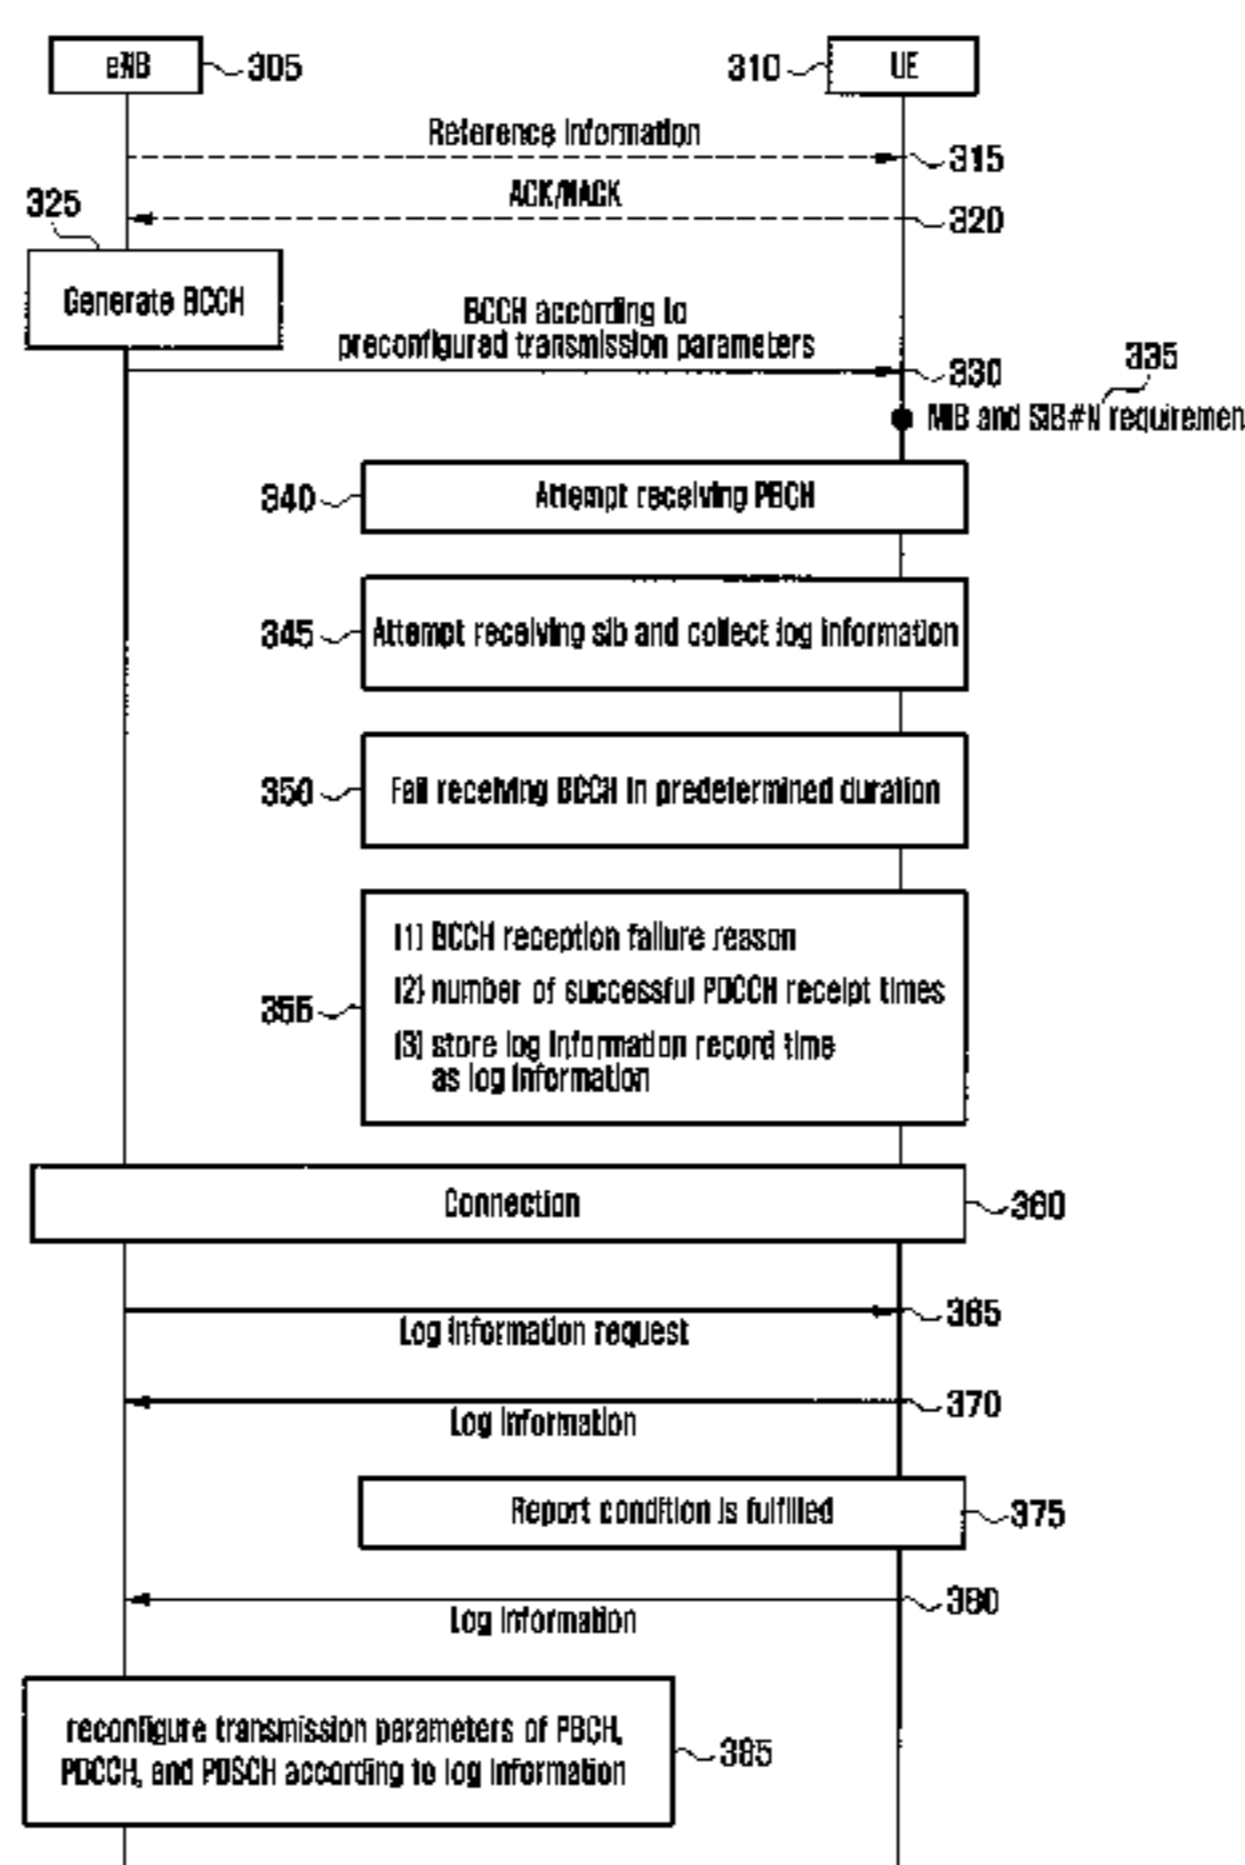 eNB
305
310
UE
Reference information
315
ACK/NACK
320
325
Generate BCCH
BCCH according to
preconfigured transmission parameters
330
335
MIB and SIB#N requiremen
340
Attempt receiving PBCH
345
Attempt receiving sib and collect log information
350
Fail receiving BCCH in predetermined duration
355
(1) BCCH reception failure reason
(2) number of successful PDCCH receipt times
(3) store log information record time
as log information
Connection
360
365
Log information request
370
Log information
Report condition is fulfilled
375
380
Log information
reconfigure transmission parameters of PBCH,
PDCCH, and PDSCH according to log information
385